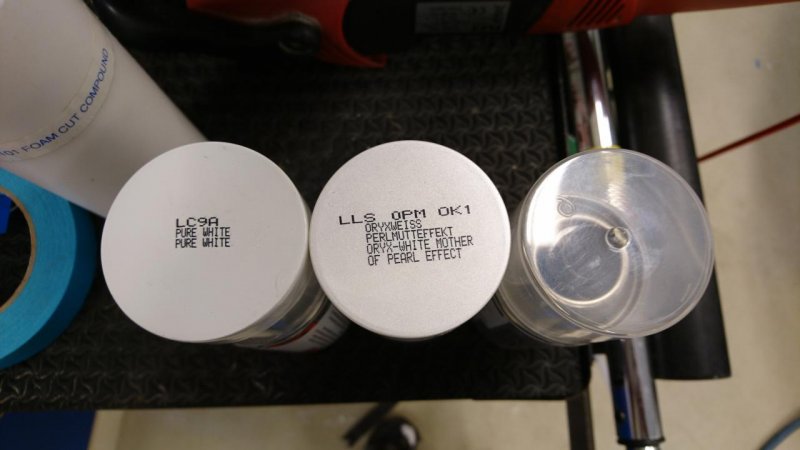 101 FOAM CUT COMPOUND
LC9A
PURE WHITE
PURE WHITE
LLS 0PM 0K1
ORYXWEISS
PERLMUTTEFFEKT
ORYX-WHITE MOTHER
OF PEARL EFFECT